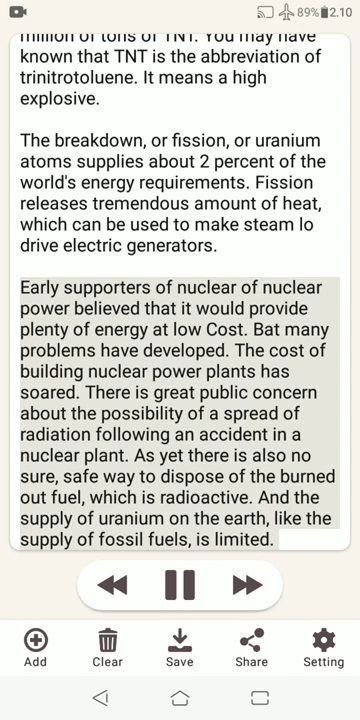 89% 2.10
million of tons of TNT. You may have
known that TNT is the abbreviation of
trinitrotoluene. It means a high
explosive.
The breakdown, or fission, or uranium
atoms supplies about 2 percent of the
world's energy requirements. Fission
releases tremendous amount of heat,
which can be used to make steam lo
drive electric generators.
Early supporters of nuclear of nuclear
power believed that it would provide
plenty of energy at low Cost. Bat many
problems have developed. The cost of
building nuclear power plants has
soared. There is great public concern
about the possibility of a spread of
radiation following an accident in a
nuclear plant. As yet there is also no
sure, safe way to dispose of the burned
out fuel, which is radioactive. And the
supply of uranium on the earth, like the
supply of fossil fuels, is limited.
Add Clear Save Share Setting